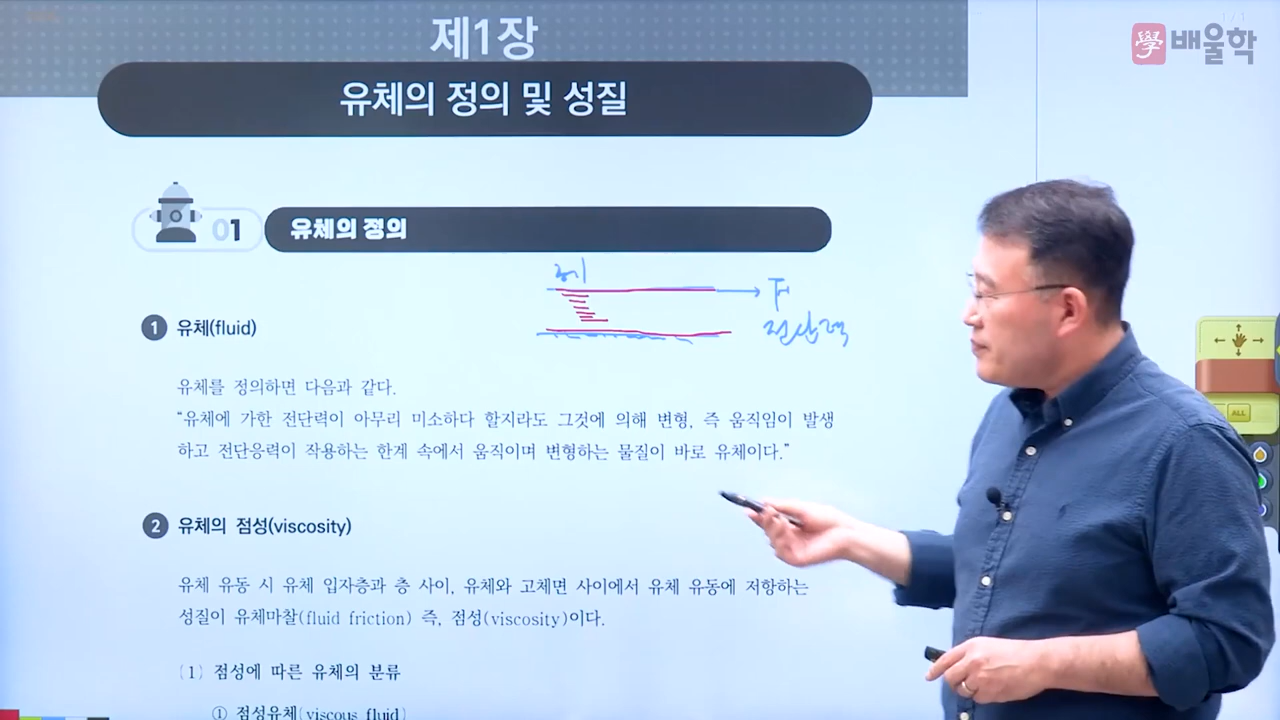 제1장
學 배울학
유체의 정의 및 성질
01 유체의 정의
F
전단력
1 유체(fluid)
유체를 정의하면 다음과 같다.
“유체에 가한 전단력이 아무리 미소하다 할지라도 그것에 의해 변형, 즉 움직임이 발생
하고 전단응력이 작용하는 한계 속에서 움직이며 변형하는 물질이 바로 유체이다.”
ALL
2 유체의 점성(viscosity)
유체 유동 시 유체 입자층과 층 사이, 유체와 고체면 사이에서 유체 유동에 저항하는
성질이 유체마찰(fluid friction) 즉, 점성(viscosity)이다.
(1) 점성에 따른 유체의 분류
① 점성유체(viscous fluid)